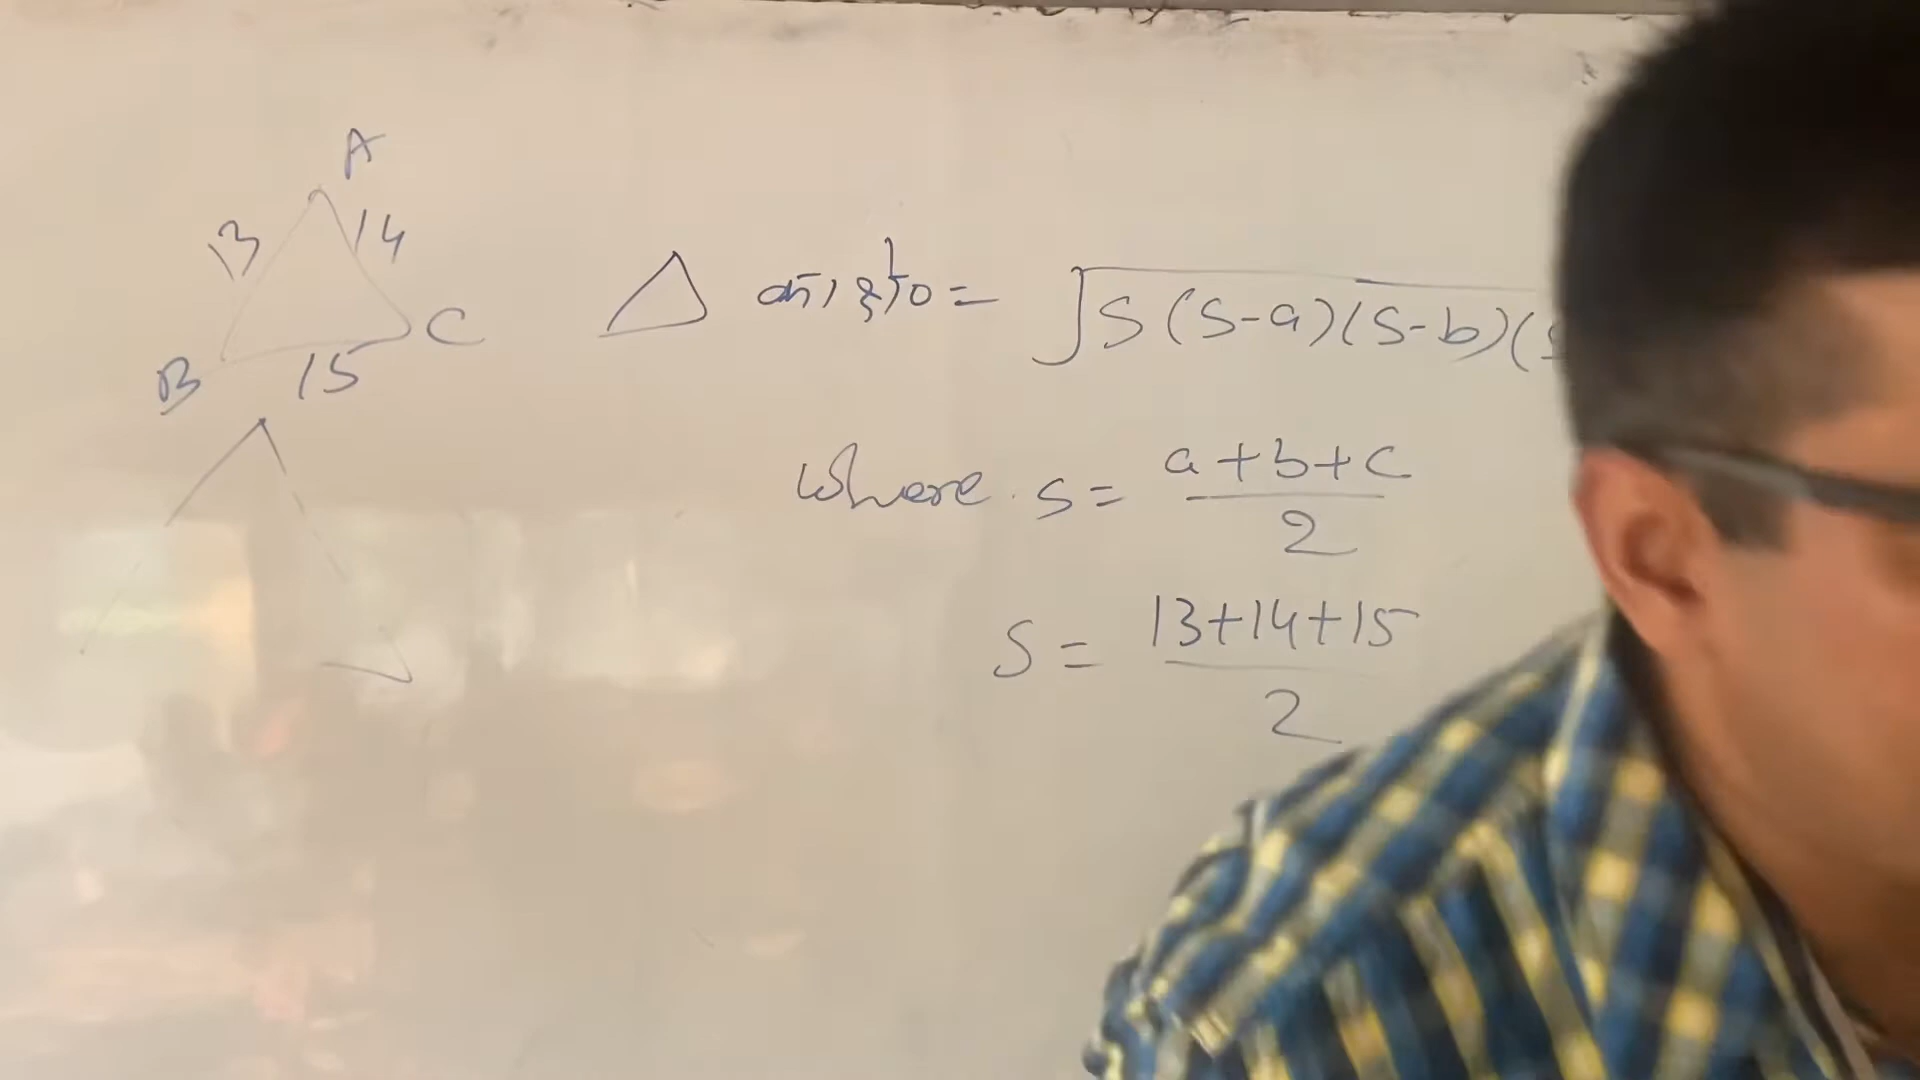 A
13
14
B
15
C
△ का क्षे० = √S(S-a)(S-b)(
where S = a+b+c
2
S = 13+14+15
2